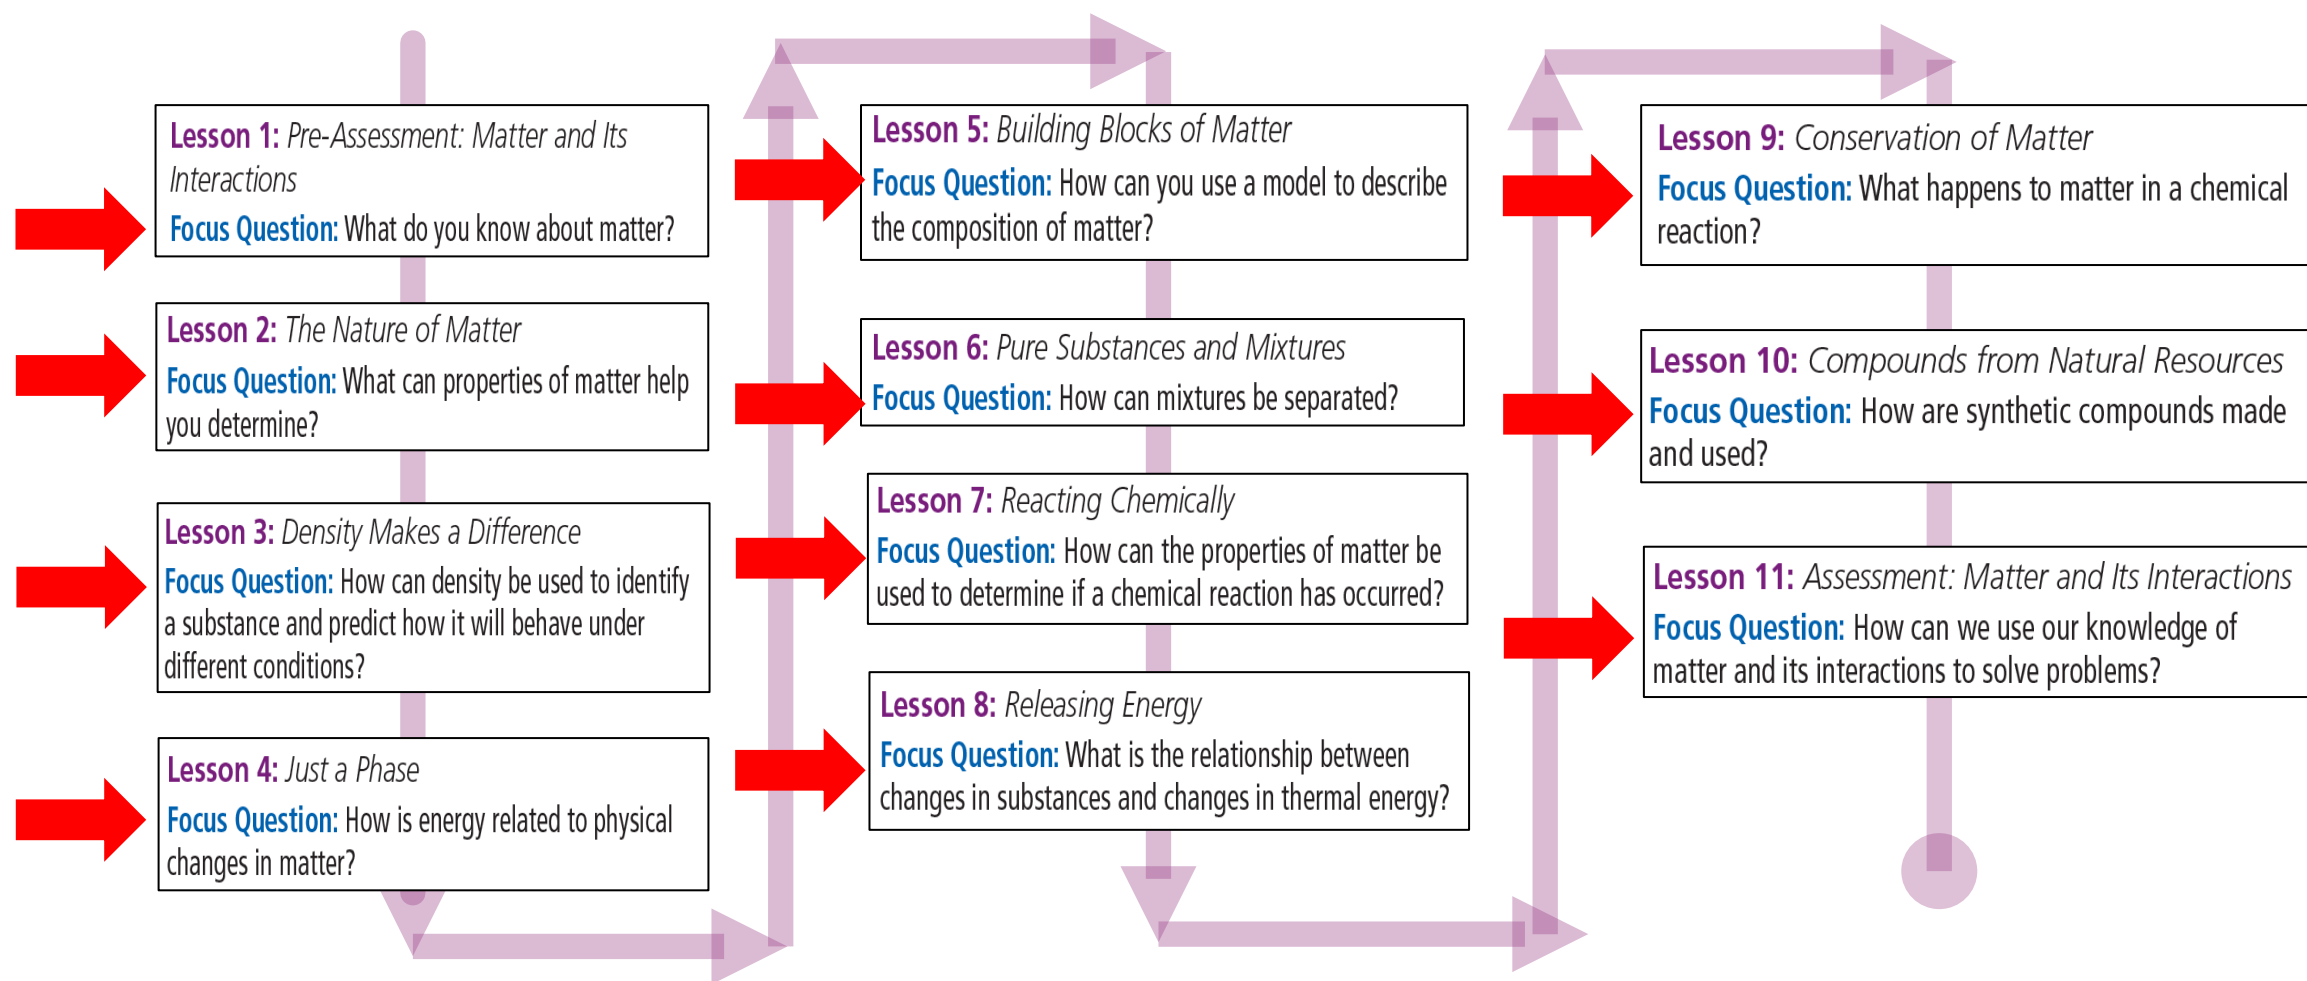 Lesson 1: Pre-Assessment: Matter and Its
Interactions
Focus Question: What do you know about matter?
Lesson 2: The Nature of Matter
Focus Question: What can properties of matter help
you determine?
Lesson 3: Density Makes a Difference
Focus Question: How can density be used to identify
a substance and predict how it will behave under
different conditions?
Lesson 4: Just a Phase
Focus Question: How is energy related to physical
changes in matter?
Lesson 5: Building Blocks of Matter
Focus Question: How can you use a model to describe
the composition of matter?
Lesson 6: Pure Substances and Mixtures
Focus Question: How can mixtures be separated?
Lesson 7: Reacting Chemically
Focus Question: How can the properties of matter be
used to determine if a chemical reaction has occurred?
Lesson 8: Releasing Energy
Focus Question: What is the relationship between
changes in substances and changes in thermal energy?
Lesson 9: Conservation of Matter
Focus Question: What happens to matter in a chemical
reaction?
Lesson 10: Compounds from Natural Resources
Focus Question: How are synthetic compounds made
and used?
Lesson 11: Assessment: Matter and Its Interactions
Focus Question: How can we use our knowledge of
matter and its interactions to solve problems?